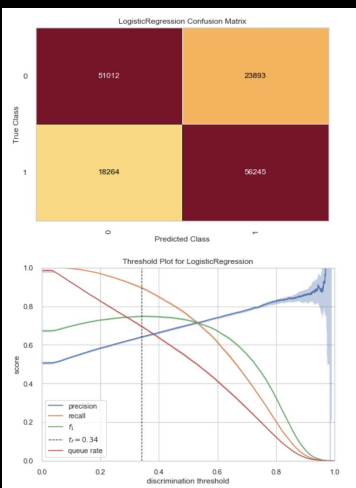 LogisticRegression Confusion Matrix
True Class
0
51012
23893
1
18264
56245
0
1
Predicted Class
Threshold Plot for LogisticRegression
score
1.0
0.8
0.6
0.4
0.2
0.0
precision
recall
f₁
tᵣ=0.34
queue rate
0.0 0.2 0.4 0.6 0.8 1.0
discrimination threshold